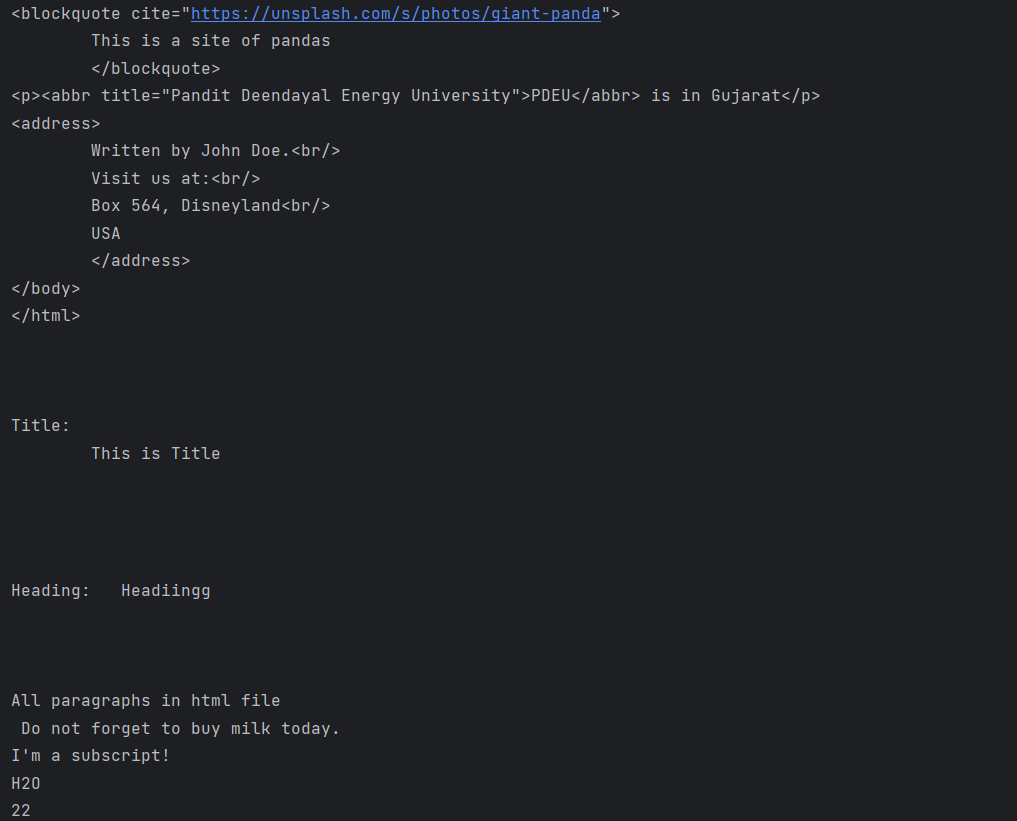 <blockquote cite="https://unsplash.com/s/photos/giant-panda">
        This is a site of pandas
        </blockquote>
<p><abbr title="Pandit Deendayal Energy University">PDEU</abbr> is in Gujarat</p>
<address>
        Written by John Doe.<br/>
        Visit us at:<br/>
        Box 564, Disneyland<br/>
        USA
        </address>
</body>
</html>
Title:
        This is Title
Heading:   Headiingg
All paragraphs in html file
 Do not forget to buy milk today.
I'm a subscript!
H2O
22